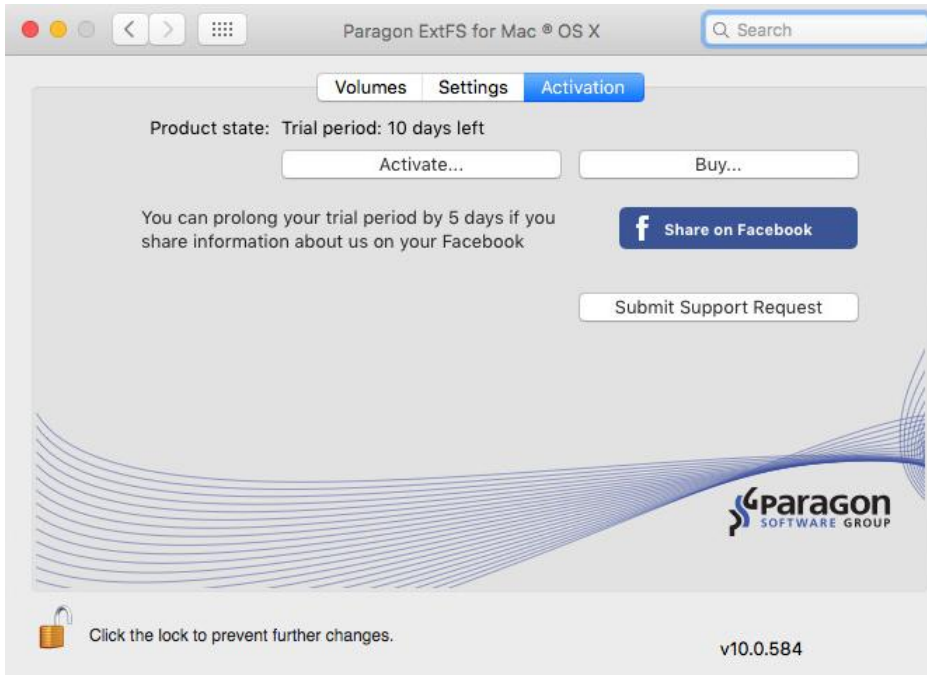 Paragon ExtFS for Mac ® OS X
Search
Volumes Settings Activation
Product state: Trial period: 10 days left
Activate... Buy...
You can prolong your trial period by 5 days if you
share information about us on your Facebook
f Share on Facebook
Submit Support Request
Paragon
SOFTWARE GROUP
Click the lock to prevent further changes.
v10.0.584